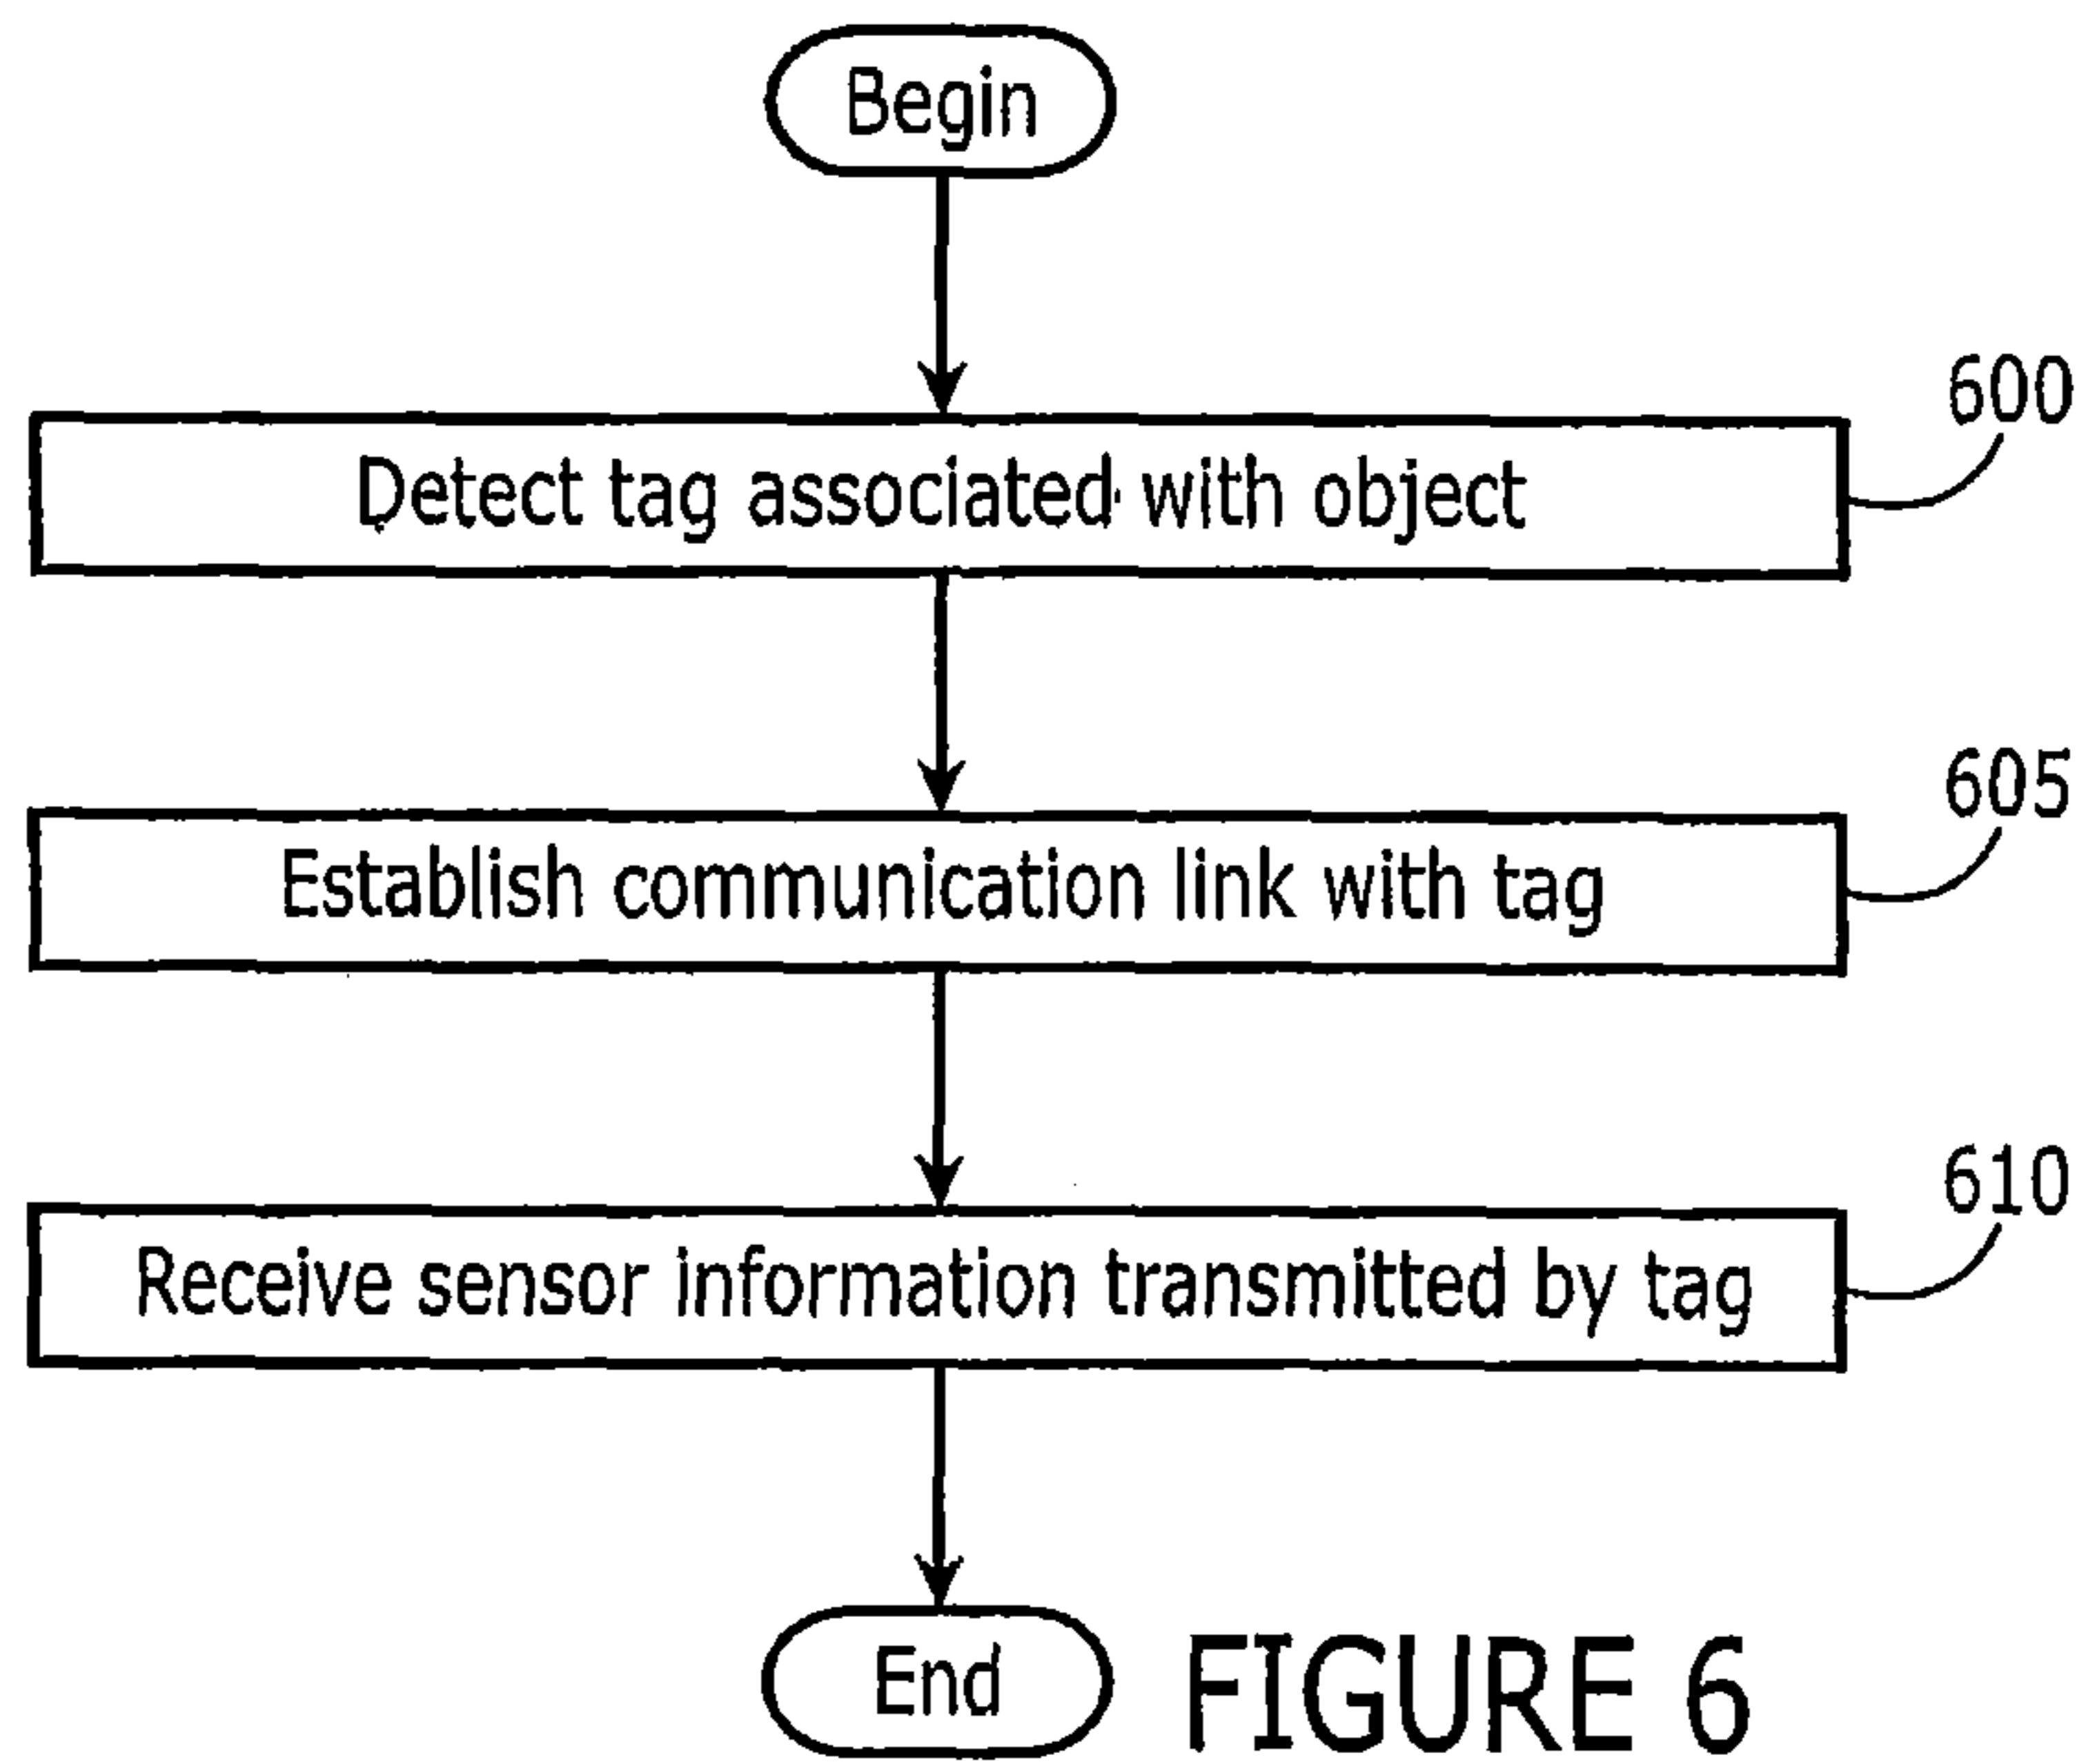 Begin
600
Detect tag associated with object
605
Establish communication link with tag
610
Receive sensor information transmitted by tag
End
FIGURE 6